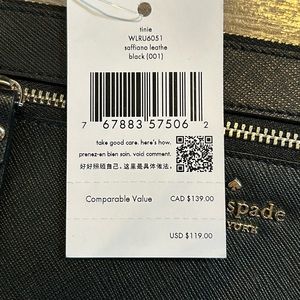 tinie
WLRU6051
saffiano leathe
black (001)
7 67883 57506 2
take good care. here's how.
prenez-en bien soin. voici comment.
好好照顾自己。这里是具体做法。
Comparable Value CAD $139.00
USD $119.00
spade
YORK